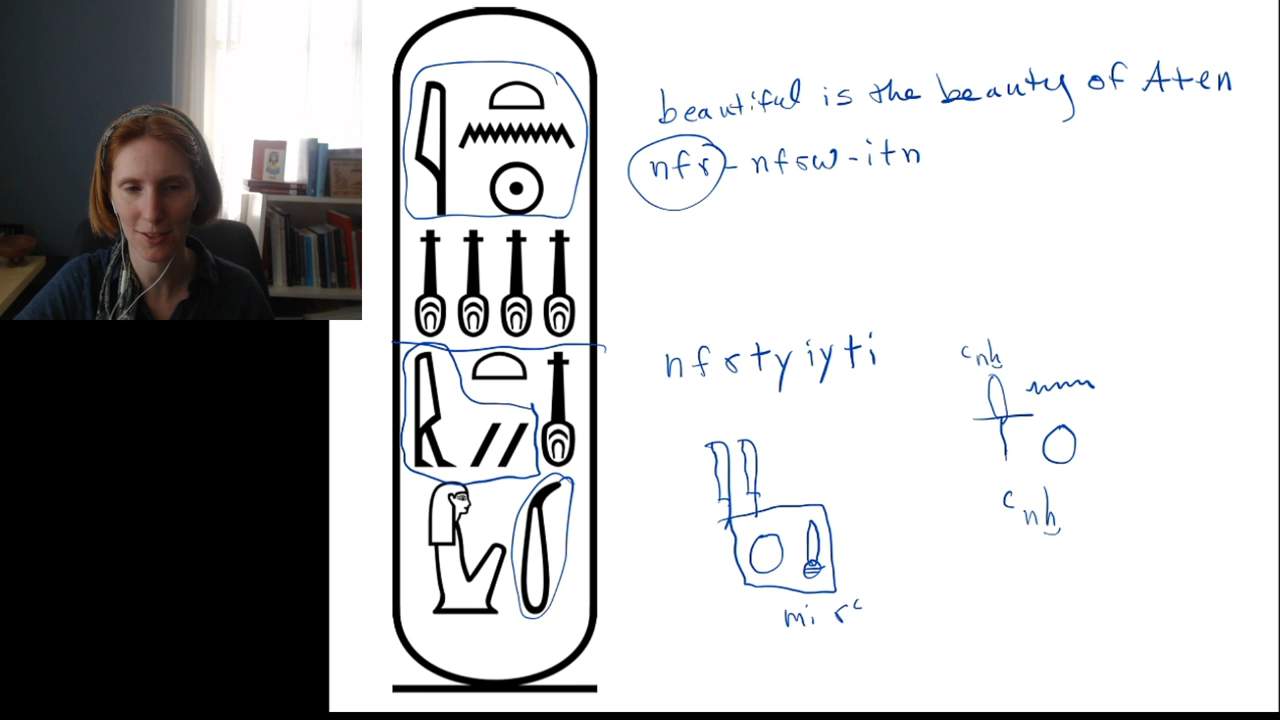 beautiful is the beauty of Aten
nfr - nfrw - itn
nfrtyiyti
ꜥnḫ
ꜥnḫ
mi rꜥ